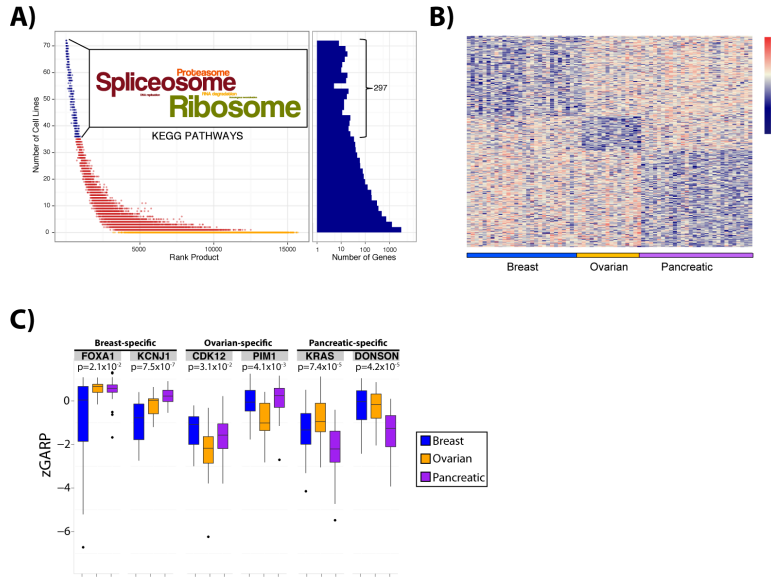 A)
70
60
50
40
30
20
10
0
Number of Cell Lines
Proteasome
Spliceosome
RNA degradation
Ribosome
KEGG PATHWAYS
5000
10000
15000
Rank Product
297
1
10
100
1000
Number of Genes
B)
Breast
Ovarian
Pancreatic
C)
Breast-specific
Ovarian-specific
Pancreatic-specific
FOXA1
KCNJ1
CDK12
PIM1
KRAS
DONSON
p=2.1x10-2
p=7.5x10-7
p=3.1x10-2
p=4.1x10-3
p=7.4x10-5
p=4.2x10-5
0
−2
−4
−6
zGARP
Breast
Ovarian
Pancreatic